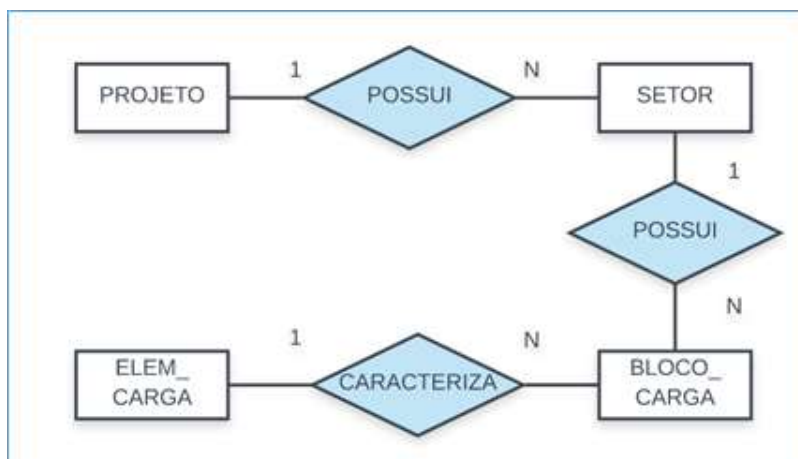 1
N
PROJETO
POSSUI
SETOR
1
POSSUI
N
1
N
ELEM_
CARGA
CARACTERIZA
BLOCO_
CARGA